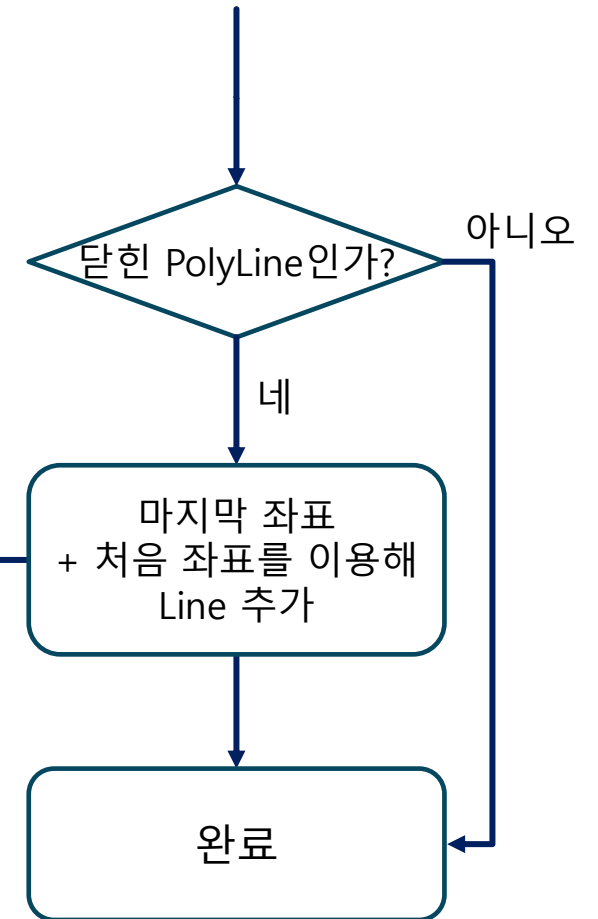 닫힌 PolyLine인가?
아니오
네
마지막 좌표
+ 처음 좌표를 이용해
Line 추가
완료